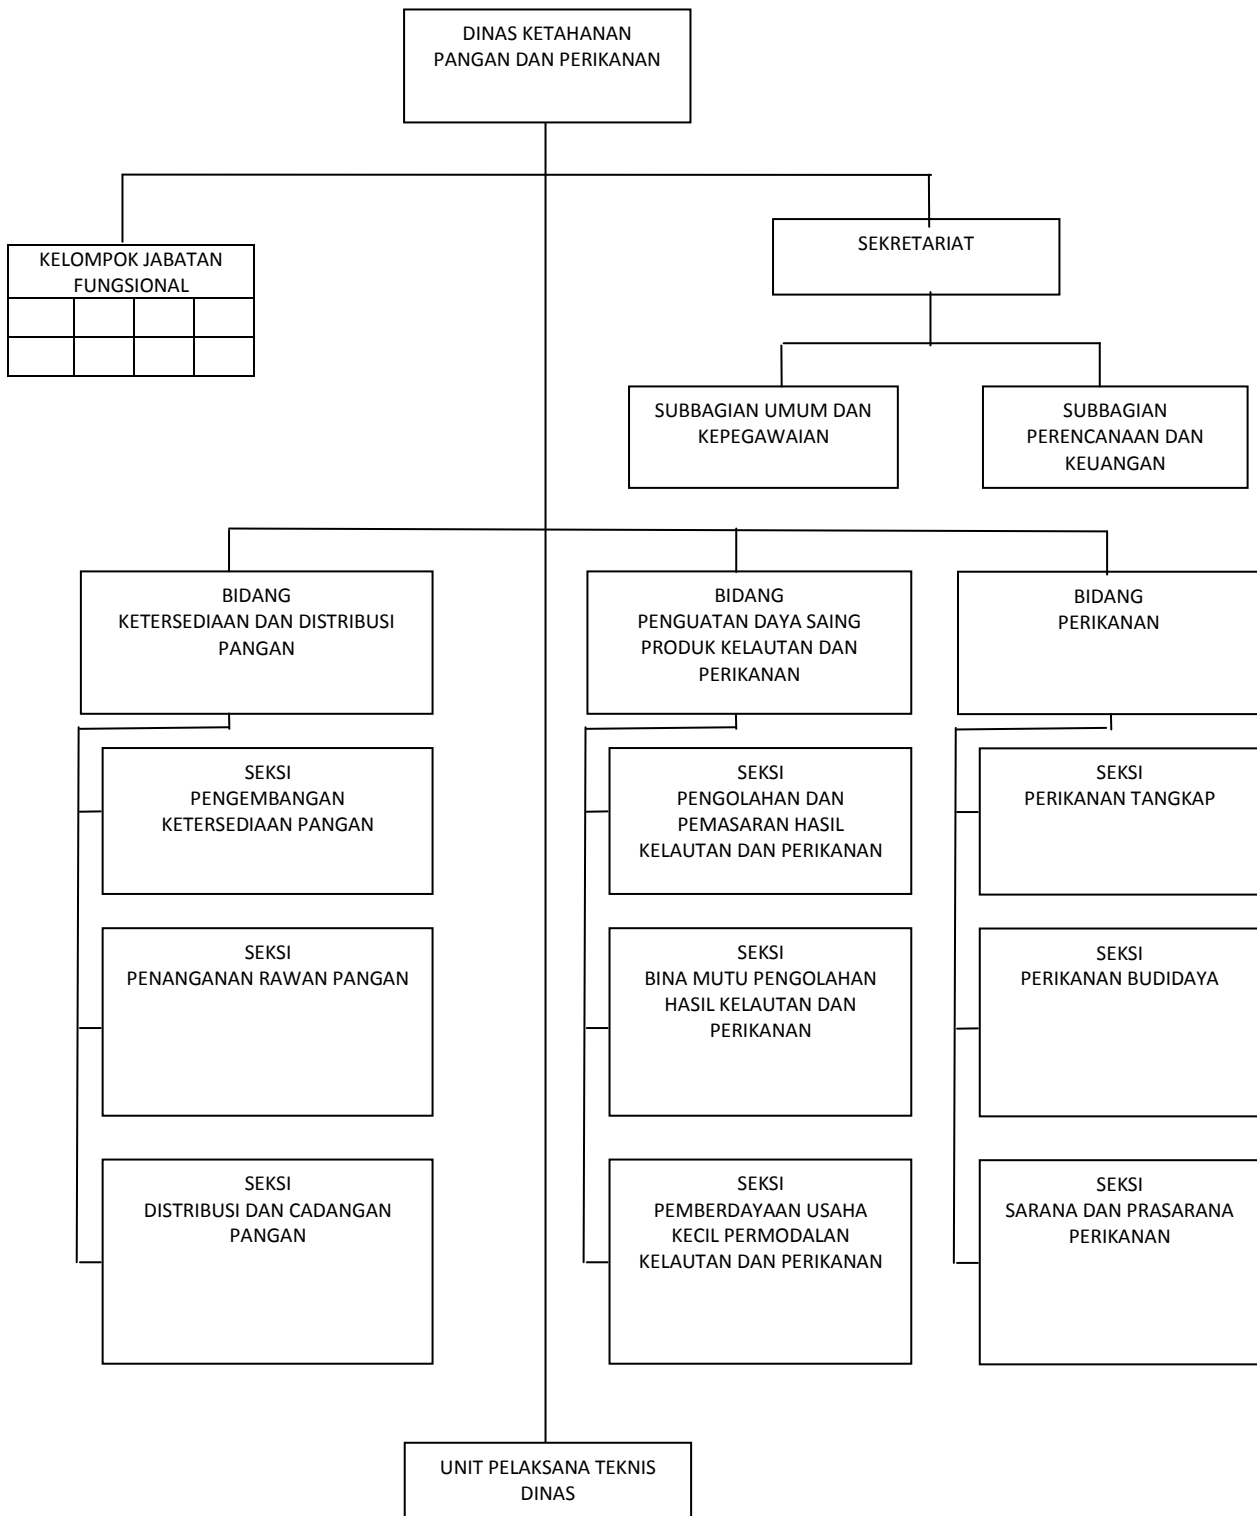 DINAS KETAHANAN
PANGAN DAN PERIKANAN
KELOMPOK JABATAN
FUNGSIONAL
SEKRETARIAT
SUBBAGIAN UMUM DAN
KEPEGAWAIAN
SUBBAGIAN
PERENCANAAN DAN
KEUANGAN
BIDANG
KETERSEDIAAN DAN DISTRIBUSI
PANGAN
BIDANG
PENGUATAN DAYA SAING
PRODUK KELAUTAN DAN
PERIKANAN
BIDANG
PERIKANAN
SEKSI
PENGEMBANGAN
KETERSEDIAAN PANGAN
SEKSI
PENGOLAHAN DAN
PEMASARAN HASIL
KELAUTAN DAN PERIKANAN
SEKSI
PERIKANAN TANGKAP
SEKSI
PENANGANAN RAWAN PANGAN
SEKSI
BINA MUTU PENGOLAHAN
HASIL KELAUTAN DAN
PERIKANAN
SEKSI
PERIKANAN BUDIDAYA
SEKSI
DISTRIBUSI DAN CADANGAN
PANGAN
SEKSI
PEMBERDAYAAN USAHA
KECIL PERMODALAN
KELAUTAN DAN PERIKANAN
SEKSI
SARANA DAN PRASARANA
PERIKANAN
UNIT PELAKSANA TEKNIS
DINAS